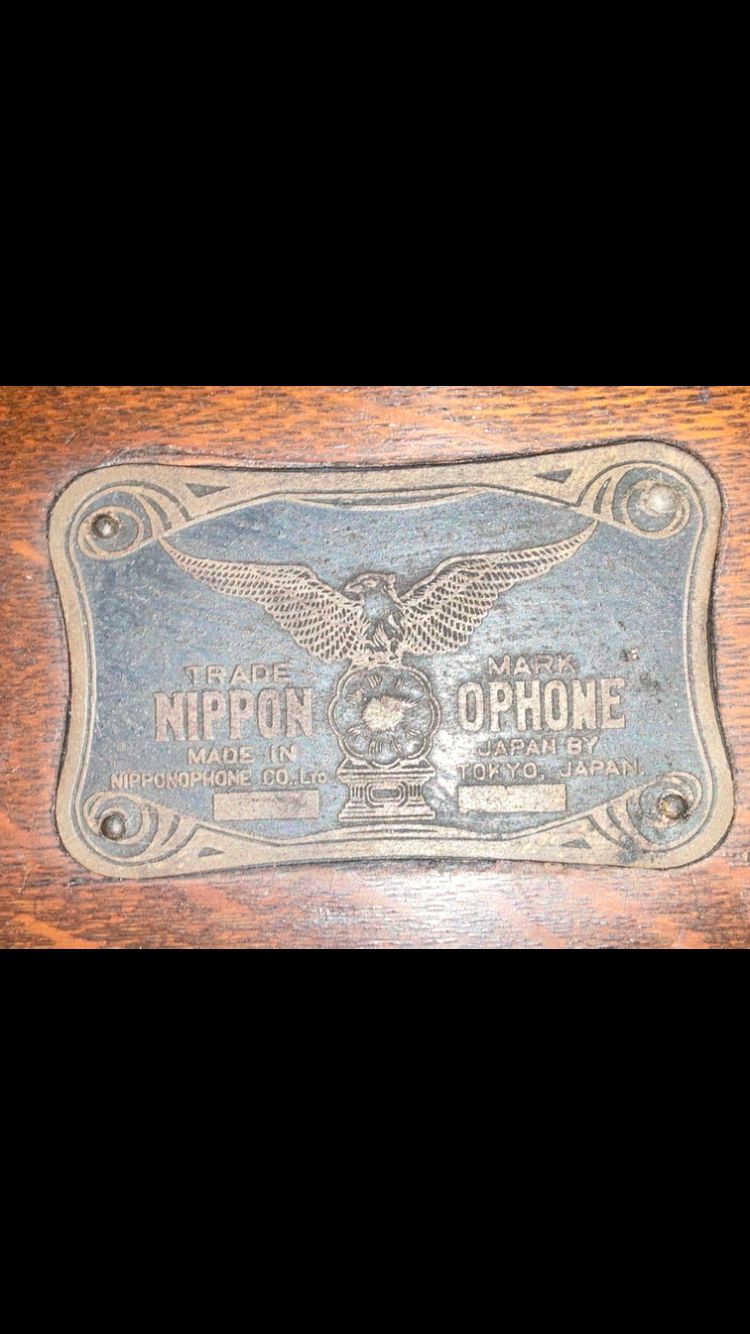 TRADE MARK
NIPPON OPHONE
MADE IN JAPAN BY
NIPPONOPHONE CO. LTD TOKYO, JAPAN.